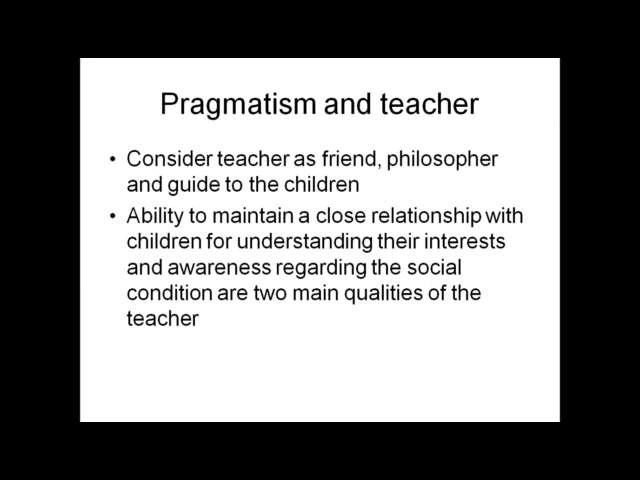 Pragmatism and teacher
• Consider teacher as friend, philosopher
and guide to the children
• Ability to maintain a close relationship with
children for understanding their interests
and awareness regarding the social
condition are two main qualities of the
teacher